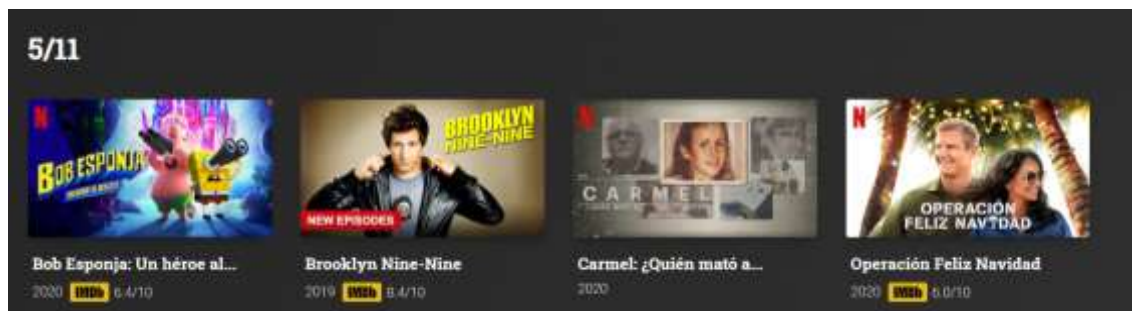 5/11
N
BOB ESPONJA
BROOKLYN
NINE-NINE
NEW EPISODES
N
CARMEL
N
OPERACIÓN
FELIZ NAVIDAD
Bob Esponja: Un héroe al...
Brooklyn Nine-Nine
Carmel: ¿Quién mató a...
Operación Feliz Navidad
2020 IMDb 6.4/10
2019 IMDb 8.4/10
2020
2020 IMDb 6.0/10